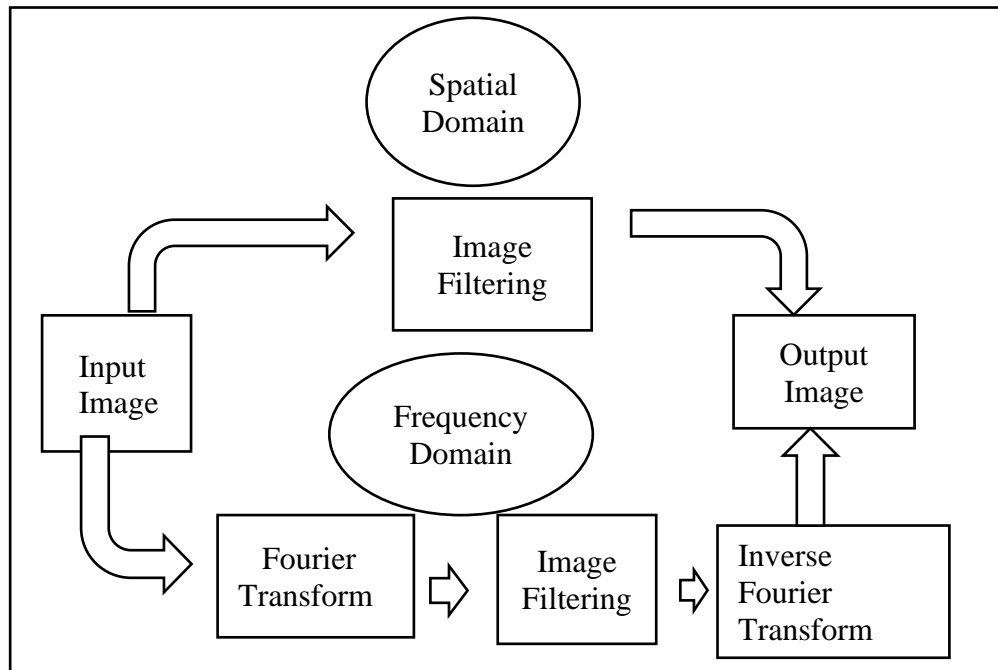 Spatial
Domain
Image
Filtering
Input
Image
Output
Image
Frequency
Domain
Fourier
Transform
Image
Filtering
Inverse
Fourier
Transform